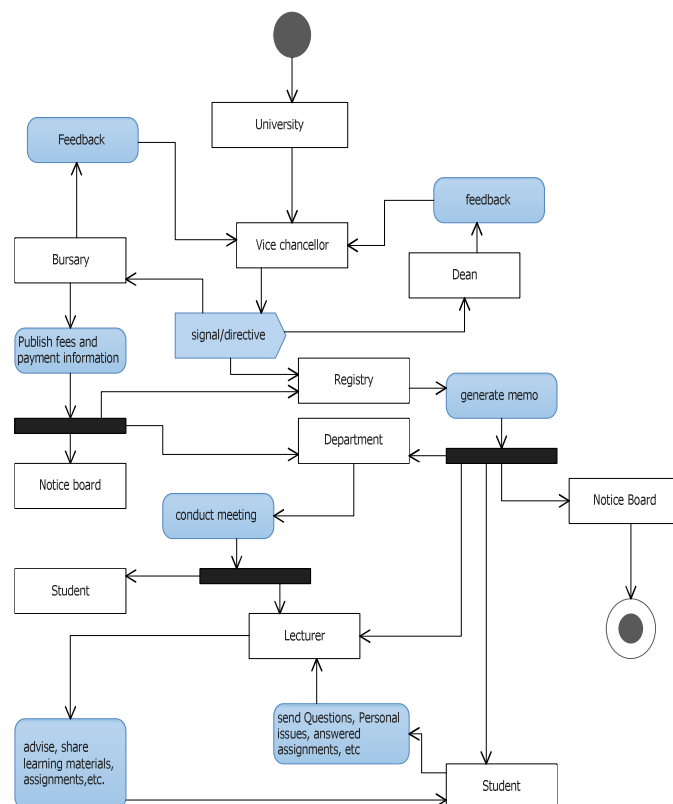 University
Feedback
feedback
Vice chancellor
Bursary
Dean
signal/directive
Publish fees and
payment information
Registry
generate memo
Department
Notice board
Notice Board
conduct meeting
Student
Lecturer
send Questions, Personal
issues, answered
assignments, etc
advise, share
learning materials,
assignments,etc.
Student